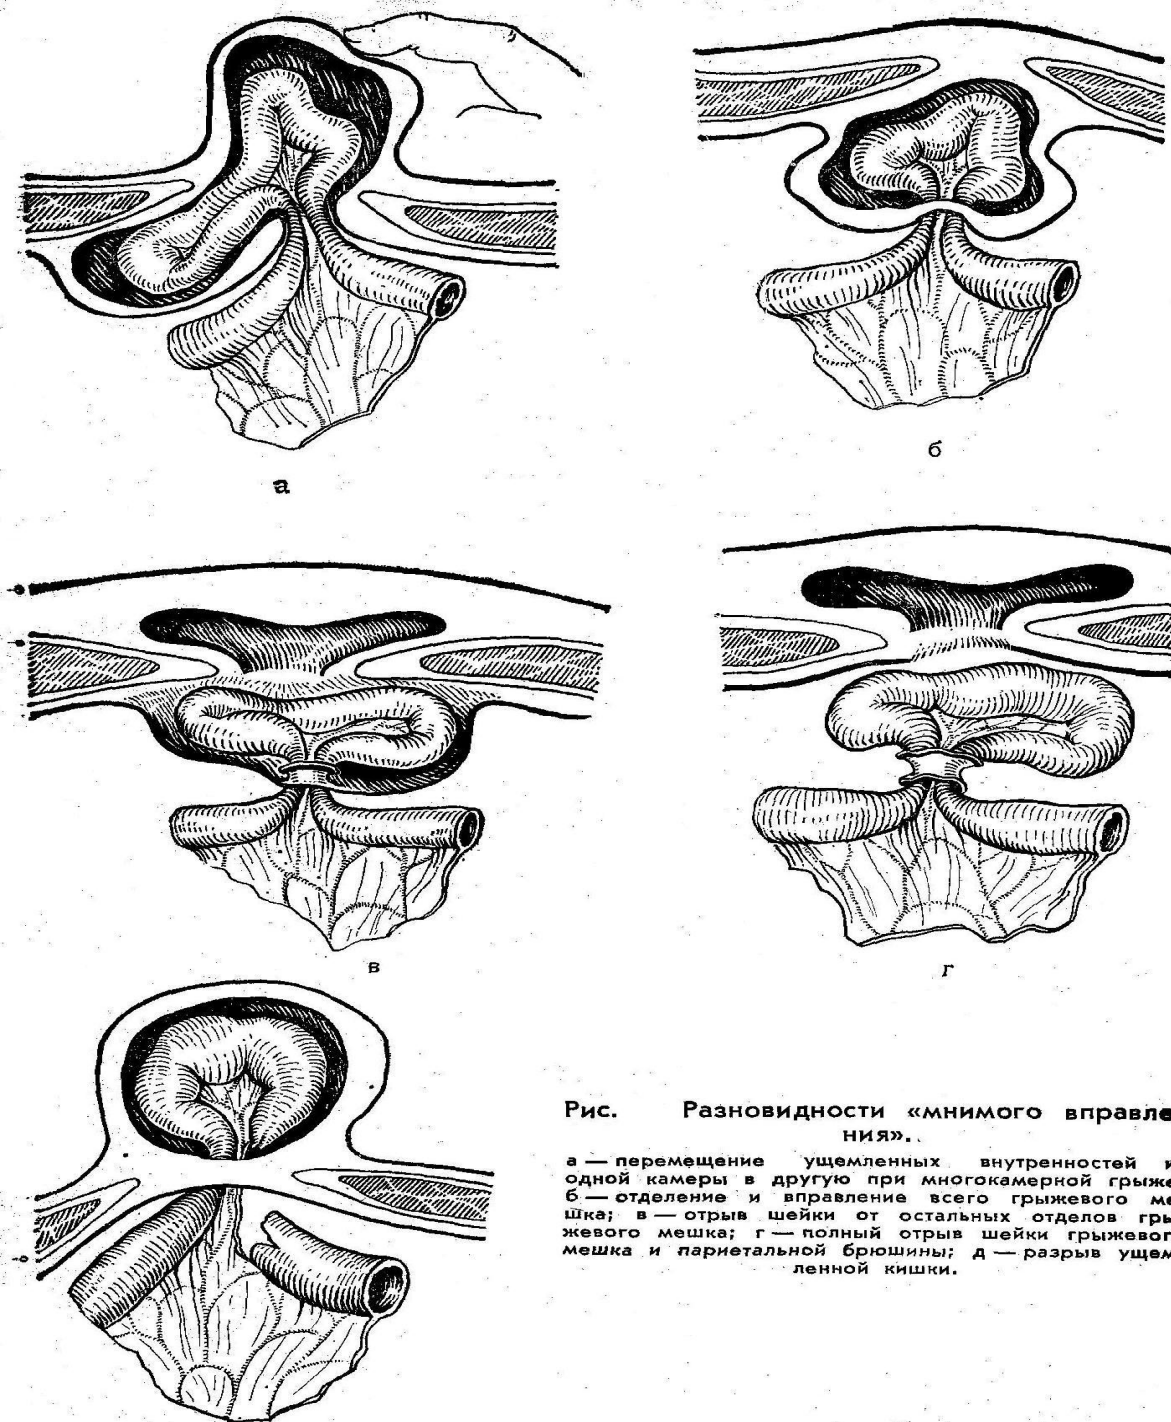 а
б
в
г
Рис. Разновидности «мнимого вправле
ния».
а — перемещение ущемленных внутренностей и
одной камеры в другую при многокамерной грыже
б — отделение и вправление всего грыжевого ме
шка; в — отрыв шейки от остальных отделов гры
жевого мешка; г — полный отрыв шейки грыжевог
мешка и париетальной брюшины; д — разрыв ущем
ленной кишки.